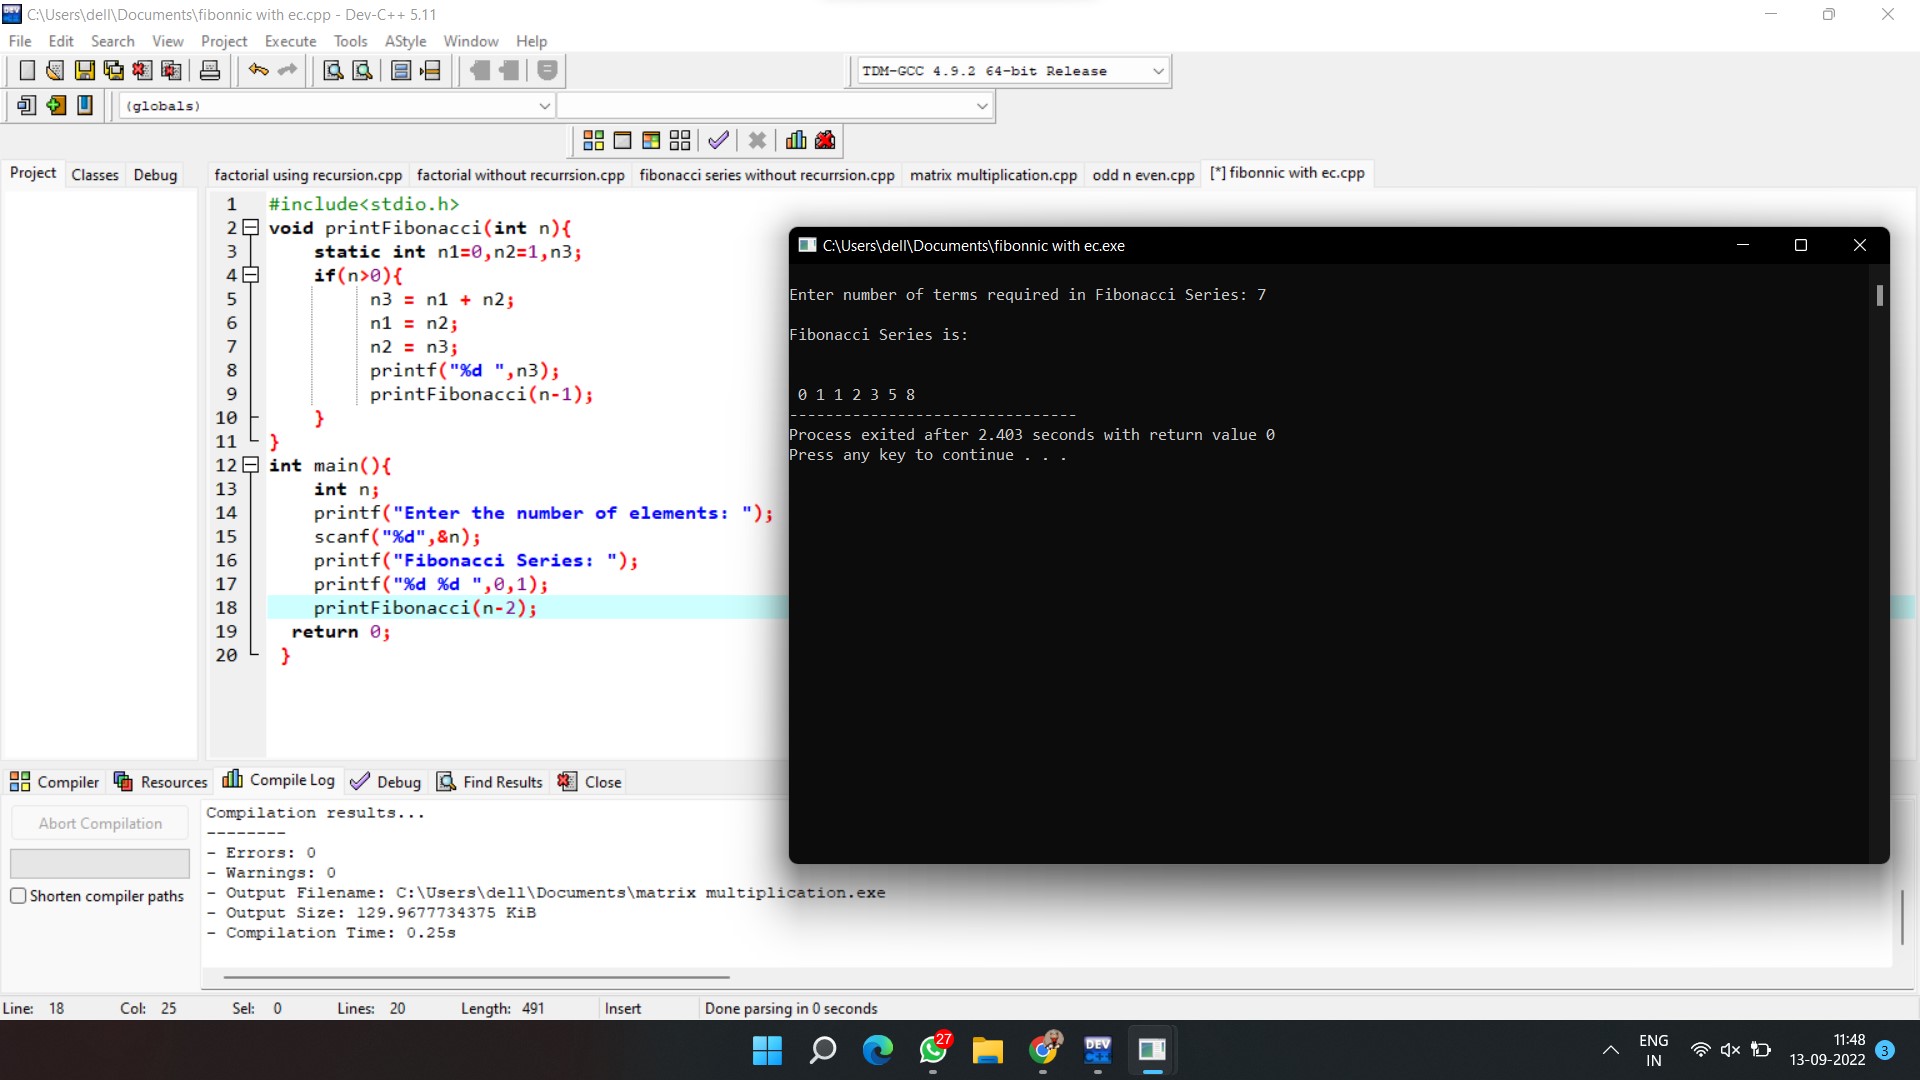 C:\Users\dell\Documents\fibonnic with ec.cpp - Dev-C++ 5.11
File Edit Search View Project Execute Tools AStyle Window Help
TDM-GCC 4.9.2 64-bit Release
(globals)
Project Classes Debug
factorial using recursion.cpp factorial without recurrsion.cpp fibonacci series without recurrsion.cpp matrix multiplication.cpp odd n even.cpp [*] fibonnic with ec.cpp
1 #include<stdio.h>
2 void printFibonacci(int n){
3 static int n1=0,n2=1,n3;
4 if(n>0){
5 n3 = n1 + n2;
6 n1 = n2;
7 n2 = n3;
8 printf("%d ",n3);
9 printFibonacci(n-1);
10 }
11 }
12 int main(){
13 int n;
14 printf("Enter the number of elements: ");
15 scanf("%d",&n);
16 printf("Fibonacci Series: ");
17 printf("%d %d ",0,1);
18 printFibonacci(n-2);
19 return 0;
20 }
C:\Users\dell\Documents\fibonnic with ec.exe
Enter number of terms required in Fibonacci Series: 7
Fibonacci Series is:
0 1 1 2 3 5 8
--------------------------------
Process exited after 2.403 seconds with return value 0
Press any key to continue . . .
Compiler Resources Compile Log Debug Find Results Close
Abort Compilation
Shorten compiler paths
Compilation results...
--------
- Errors: 0
- Warnings: 0
- Output Filename: C:\Users\dell\Documents\matrix multiplication.exe
- Output Size: 129.9677734375 KiB
- Compilation Time: 0.25s
Line: 18 Col: 25 Sel: 0 Lines: 20 Length: 491 Insert Done parsing in 0 seconds
27
DEV
ENG
IN
11:48
13-09-2022
3